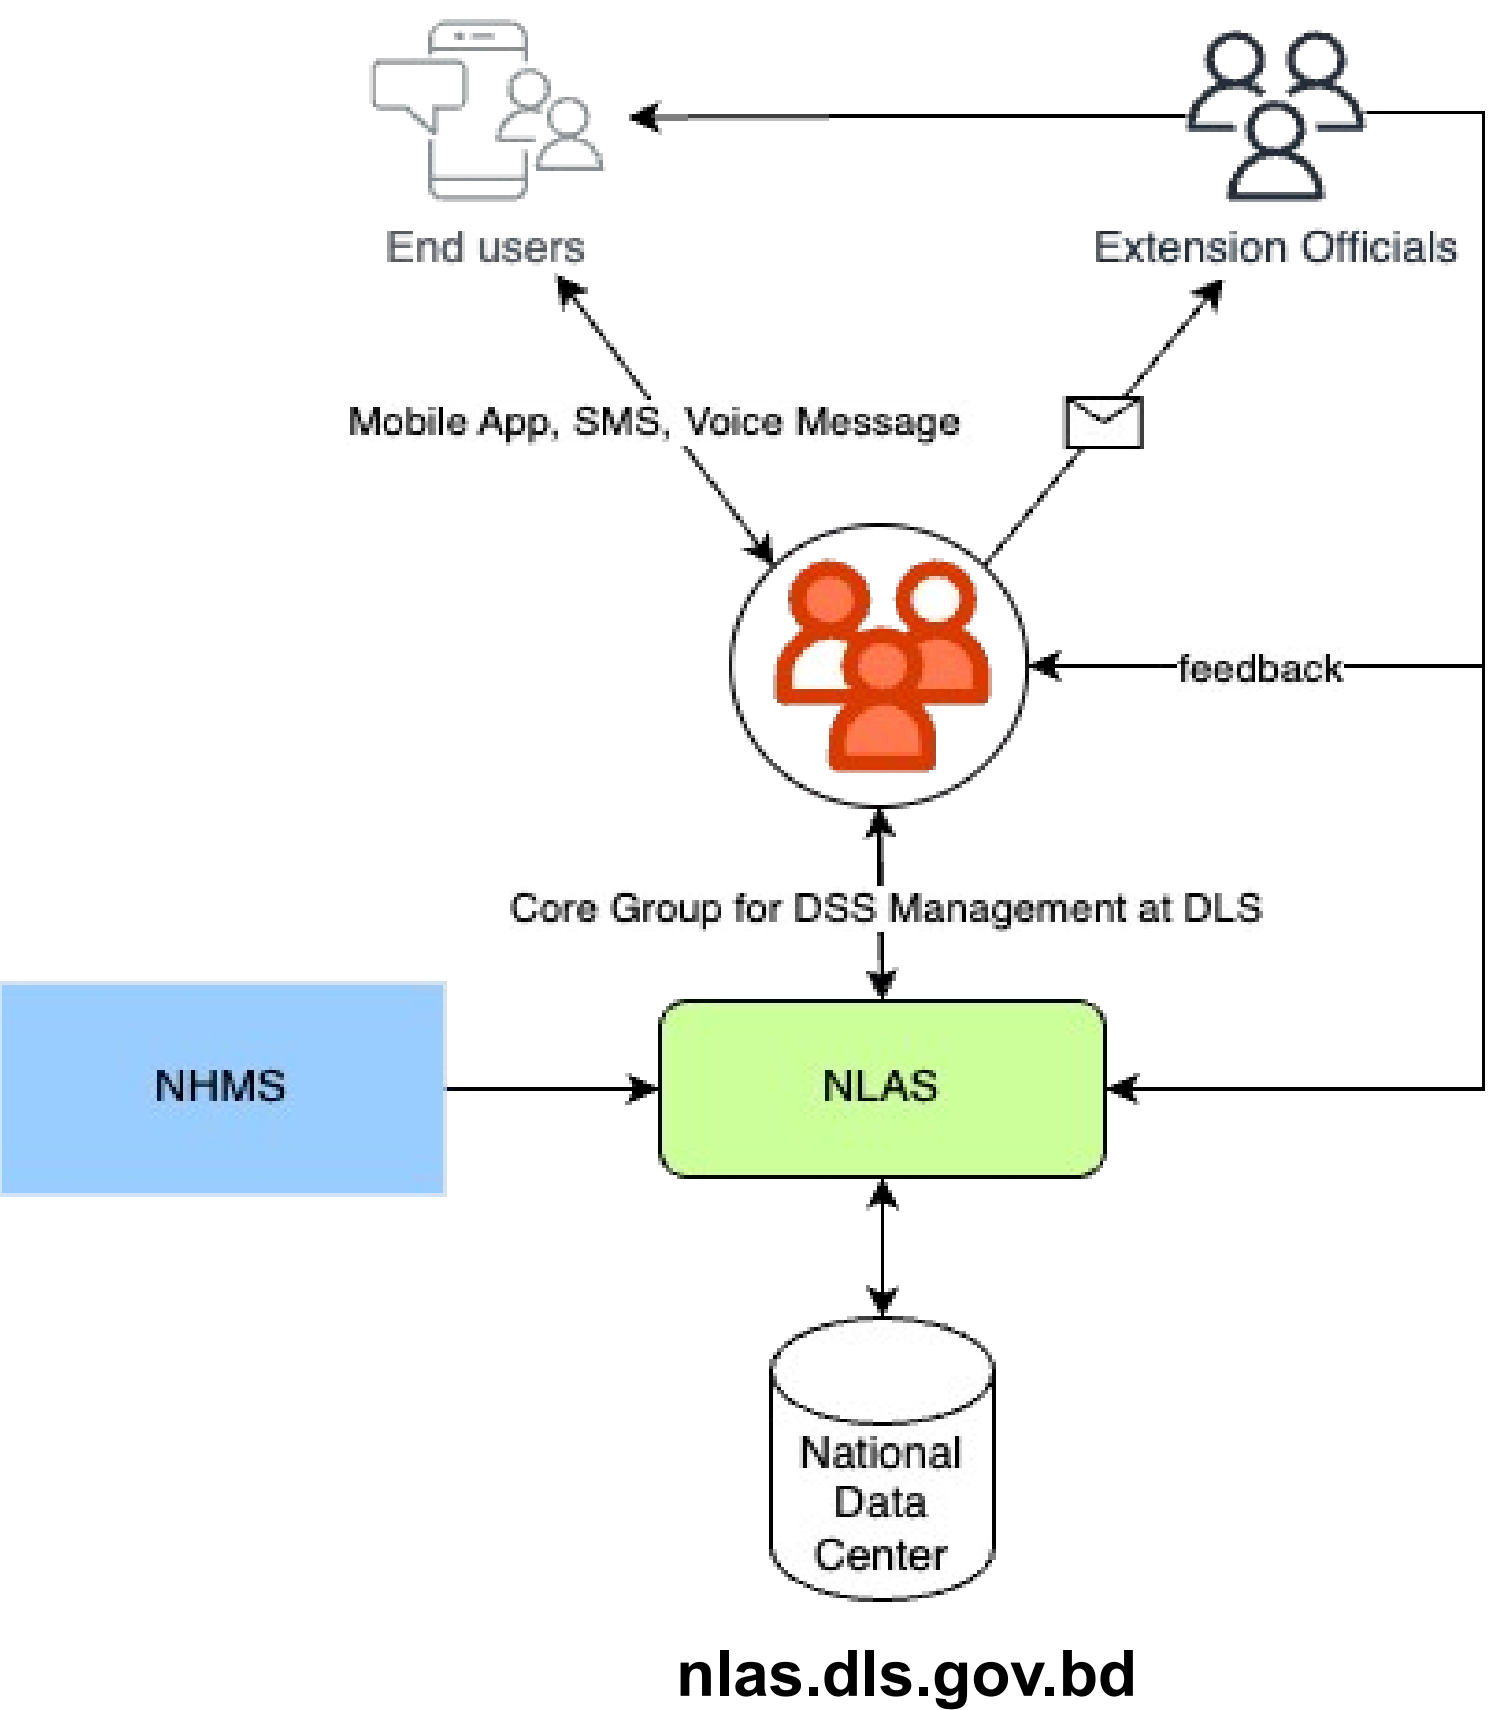 End users
Extension Officials
Mobile App, SMS, Voice Message
feedback
Core Group for DSS Management at DLS
NHMS
NLAS
National
Data
Center
nlas.dls.gov.bd